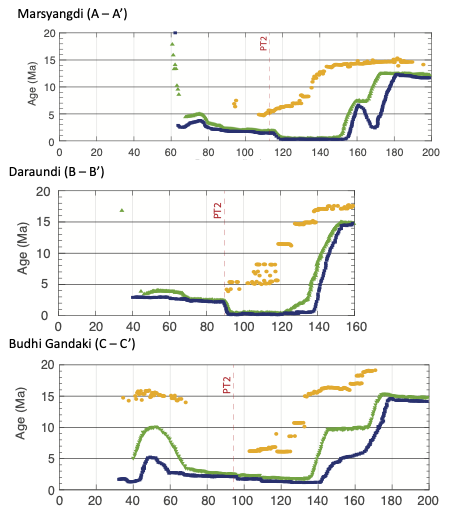 Marsyangdi (A – A’)
20
15
10
5
0
Age (Ma)
PT2
0 20 40 60 80 100 120 140 160 180 200
Daraundi (B – B’)
20
15
10
5
0
Age (Ma)
PT2
0 20 40 60 80 100 120 140 160
Budhi Gandaki (C – C’)
20
15
10
5
0
Age (Ma)
PT2
0 20 40 60 80 100 120 140 160 180 200